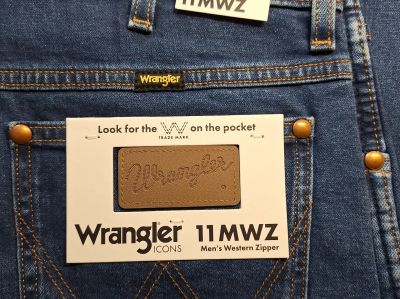 11MWZ
Wrangler
Look for the W on the pocket
TRADE MARK
Wrangler
Wrangler 11MWZ
ICONS Men's Western Zipper